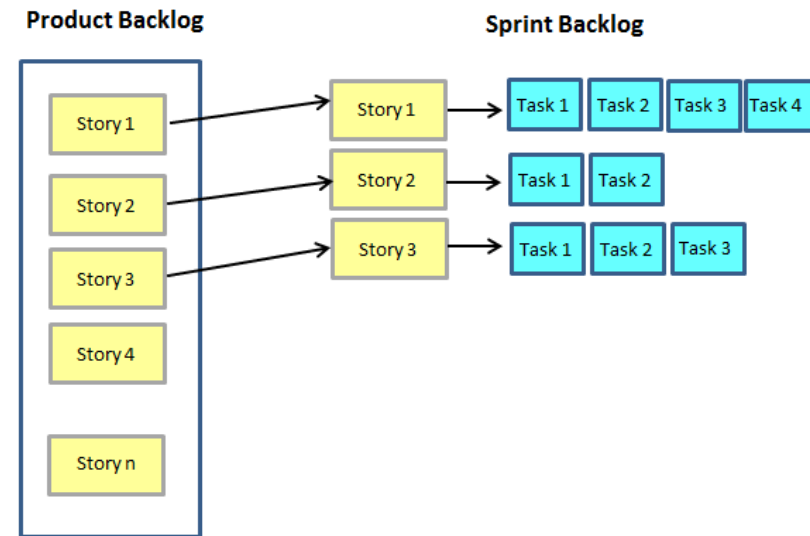 Product Backlog
Sprint Backlog
Story 1
Story 1
Task 1
Task 2
Task 3
Task 4
Story 2
Story 2
Task 1
Task 2
Story 3
Story 3
Task 1
Task 2
Task 3
Story 4
Story n